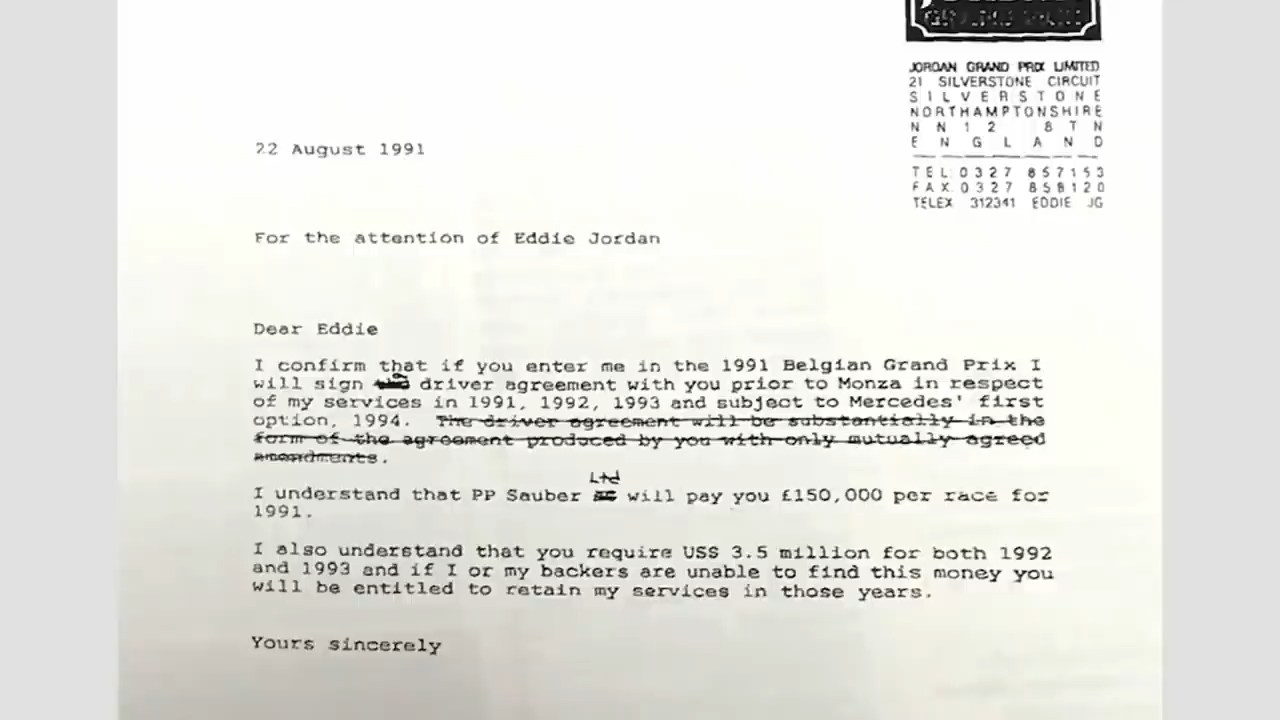 JORDAN GRAND PRIX LIMITED
21 SILVERSTONE CIRCUIT
SILVERSTONE
NORTHAMPTONSHIRE
NN12 8TN
ENGLAND
TEL 0327 857153
FAX 0327 858120
TELEX 312341 EDDIE JG
22 August 1991
For the attention of Eddie Jordan
Dear Eddie
I confirm that if you enter me in the 1991 Belgian Grand Prix I
will sign driver agreement with you prior to Monza in respect
of my services in 1991, 1992, 1993 and subject to Mercedes' first
option, 1994. The driver agreement will be substantially in the
form of the agreement produced by you with only mutually agreed
amendments.
Ltd
I understand that PP Sauber will pay you £150,000 per race for
1991.
I also understand that you require US$ 3.5 million for both 1992
and 1993 and if I or my backers are unable to find this money you
will be entitled to retain my services in those years.
Yours sincerely